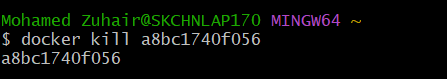 Mohamed Zuhair@SKCHNLAP170 MINGW64 ~
$ docker kill a8bc1740f056
a8bc1740f056